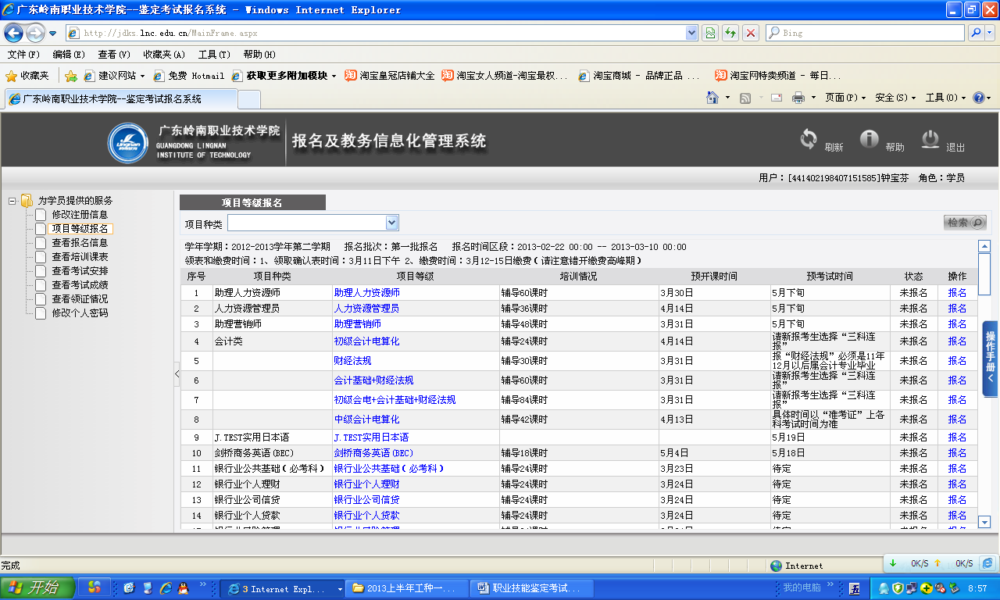 广东岭南职业技术学院--鉴定考试报名系统 - Windows Internet Explorer
http://jdks.lnc.edu.cn/MainFrame.aspx
Bing
文件(F) 编辑(E) 查看(V) 收藏夹(A) 工具(T) 帮助(H)
收藏夹 建议网站 免费 Hotmail 获取更多附加模块 淘宝皇冠店铺大全 淘宝女人频道-淘宝最权... 淘宝商城 - 品牌正品 ... 淘宝网特卖频道 - 每日...
广东岭南职业技术学院--鉴定考试报名系统
页面(P) 安全(S) 工具(O)
Lingnan
广东岭南职业技术学院
GUANGDONG LINGNAN
INSTITUTE OF TECHNOLOGY
报名及教务信息化管理系统
刷新 帮助 退出
用户：[441402198407151585]钟宝芬 角色：学员
为学员提供的服务
修改注册信息
项目等级报名
查看报名信息
查看培训课表
查看考试安排
查看考试成绩
查看领证情况
修改个人密码
项目等级报名
项目种类
检索
学年学期：2012-2013学年第二学期 报名批次：第一批报名 报名时间区段：2013-02-22 00:00 -- 2013-03-10 00:00
领表和缴费时间：1、领取确认表时间：3月11日下午 2、缴费时间：3月12-15日缴费（请注意错开缴费高峰期）
序号 项目种类 项目等级 培训情况 预开课时间 预考试时间 状态 操作
1 助理人力资源师 助理人力资源师 辅导60课时 3月30日 5月下旬 未报名 报名
2 人力资源管理员 人力资源管理员 辅导36课时 4月14日 5月下旬 未报名 报名
3 助理营销师 助理营销师 辅导48课时 3月31日 5月下旬 未报名 报名
4 会计类 初级会计电算化 辅导24课时 4月14日 请新报考生选择“三科连报” 未报名 报名
5 财经法规 辅导30课时 3月31日 报“财经法规”必须是11年12月以后届会计专业毕业 未报名 报名
6 会计基础+财经法规 辅导60课时 3月31日 请新报考生选择“三科连报” 未报名 报名
7 初级会电+会计基础+财经法规 辅导84课时 3月31日 请新报考生选择“三科连报” 未报名 报名
8 中级会计电算化 辅导42课时 4月13日 具体时间以“准考证”上各科考试时间为准 未报名 报名
9 J.TEST实用日本语 J.TEST实用日本语 5月19日 未报名 报名
10 剑桥商务英语(BEC) 剑桥商务英语(BEC) 辅导18课时 5月4日 5月18日 未报名 报名
11 银行业公共基础（必考科） 银行业公共基础（必考科） 辅导24课时 3月23日 待定 未报名 报名
12 银行业个人理财 银行业个人理财 辅导24课时 3月24日 待定 未报名 报名
13 银行业公司信贷 银行业公司信贷 辅导24课时 3月24日 待定 未报名 报名
14 银行业个人贷款 银行业个人贷款 辅导24课时 3月24日 待定 未报名 报名
操作手册
完成
Internet
0K/S 0K/S
开始
3 Internet Expl...
2013上半年工种一...
职业技能鉴定考试...
我的电脑
8:57